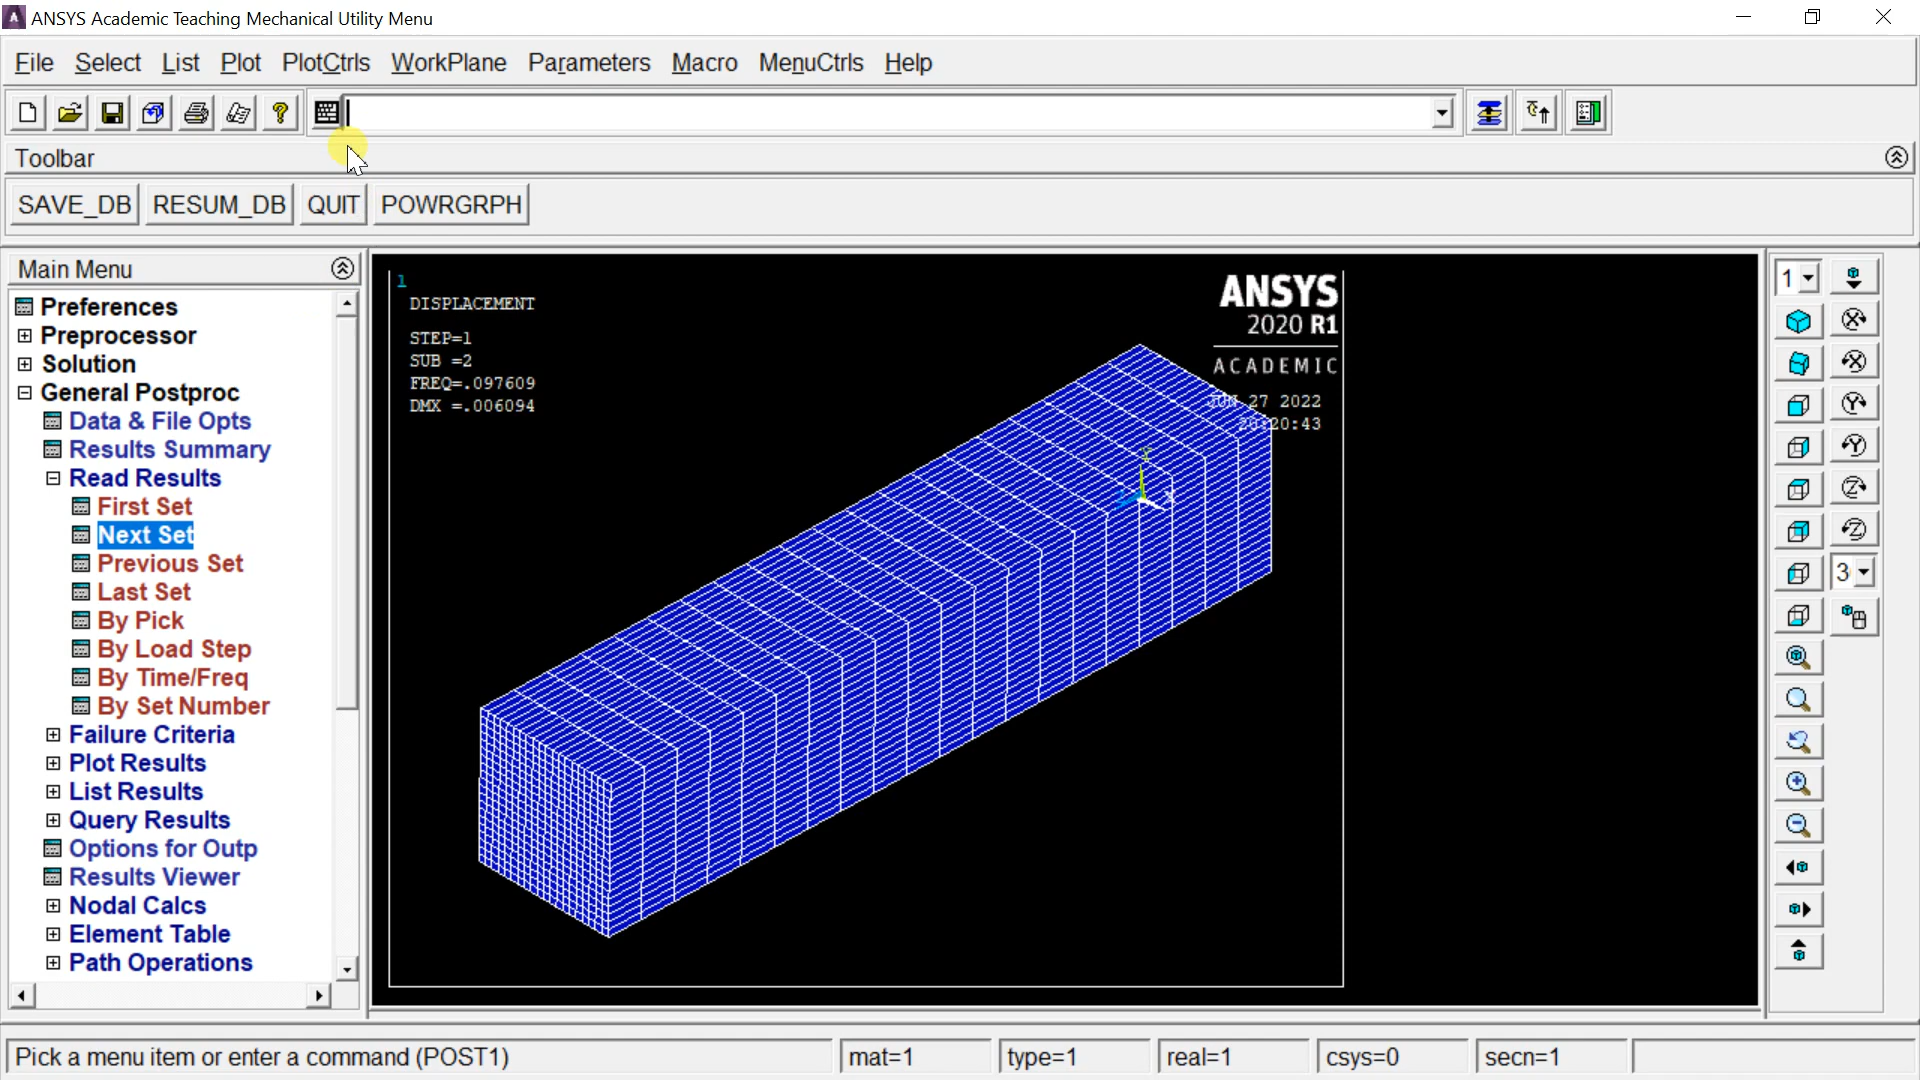 ANSYS Academic Teaching Mechanical Utility Menu
File Select List Plot PlotCtrls WorkPlane Parameters Macro MenuCtrls Help
Toolbar
SAVE_DB RESUM_DB QUIT POWRGRPH
Main Menu
Preferences
Preprocessor
Solution
General Postproc
Data & File Opts
Results Summary
Read Results
First Set
Next Set
Previous Set
Last Set
By Pick
By Load Step
By Time/Freq
By Set Number
Failure Criteria
Plot Results
List Results
Query Results
Options for Outp
Results Viewer
Nodal Calcs
Element Table
Path Operations
1
DISPLACEMENT
STEP=1
SUB =2
FREQ=.097609
DMX =.006094
ANSYS
2020 R1
ACADEMIC
JUN 27 2022
20:20:43
Y
X
1
3
Pick a menu item or enter a command (POST1) mat=1 type=1 real=1 csys=0 secn=1